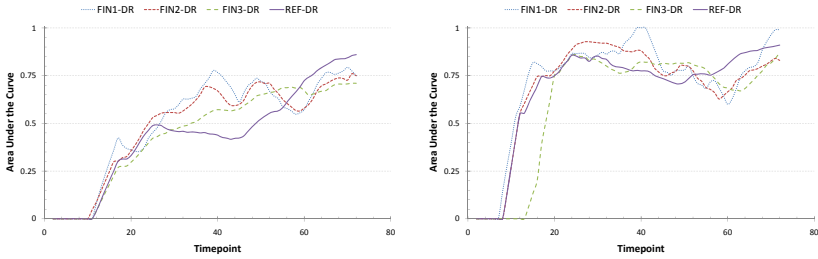 FIN1-DR FIN2-DR FIN3-DR REF-DR
1
0.75
0.5
0.25
0
0 20 40 60 80
Area Under the Curve
Timepoint
FIN1-DR FIN2-DR FIN3-DR REF-DR
1
0.75
0.5
0.25
0
0 20 40 60 80
Area Under the Curve
Timepoint